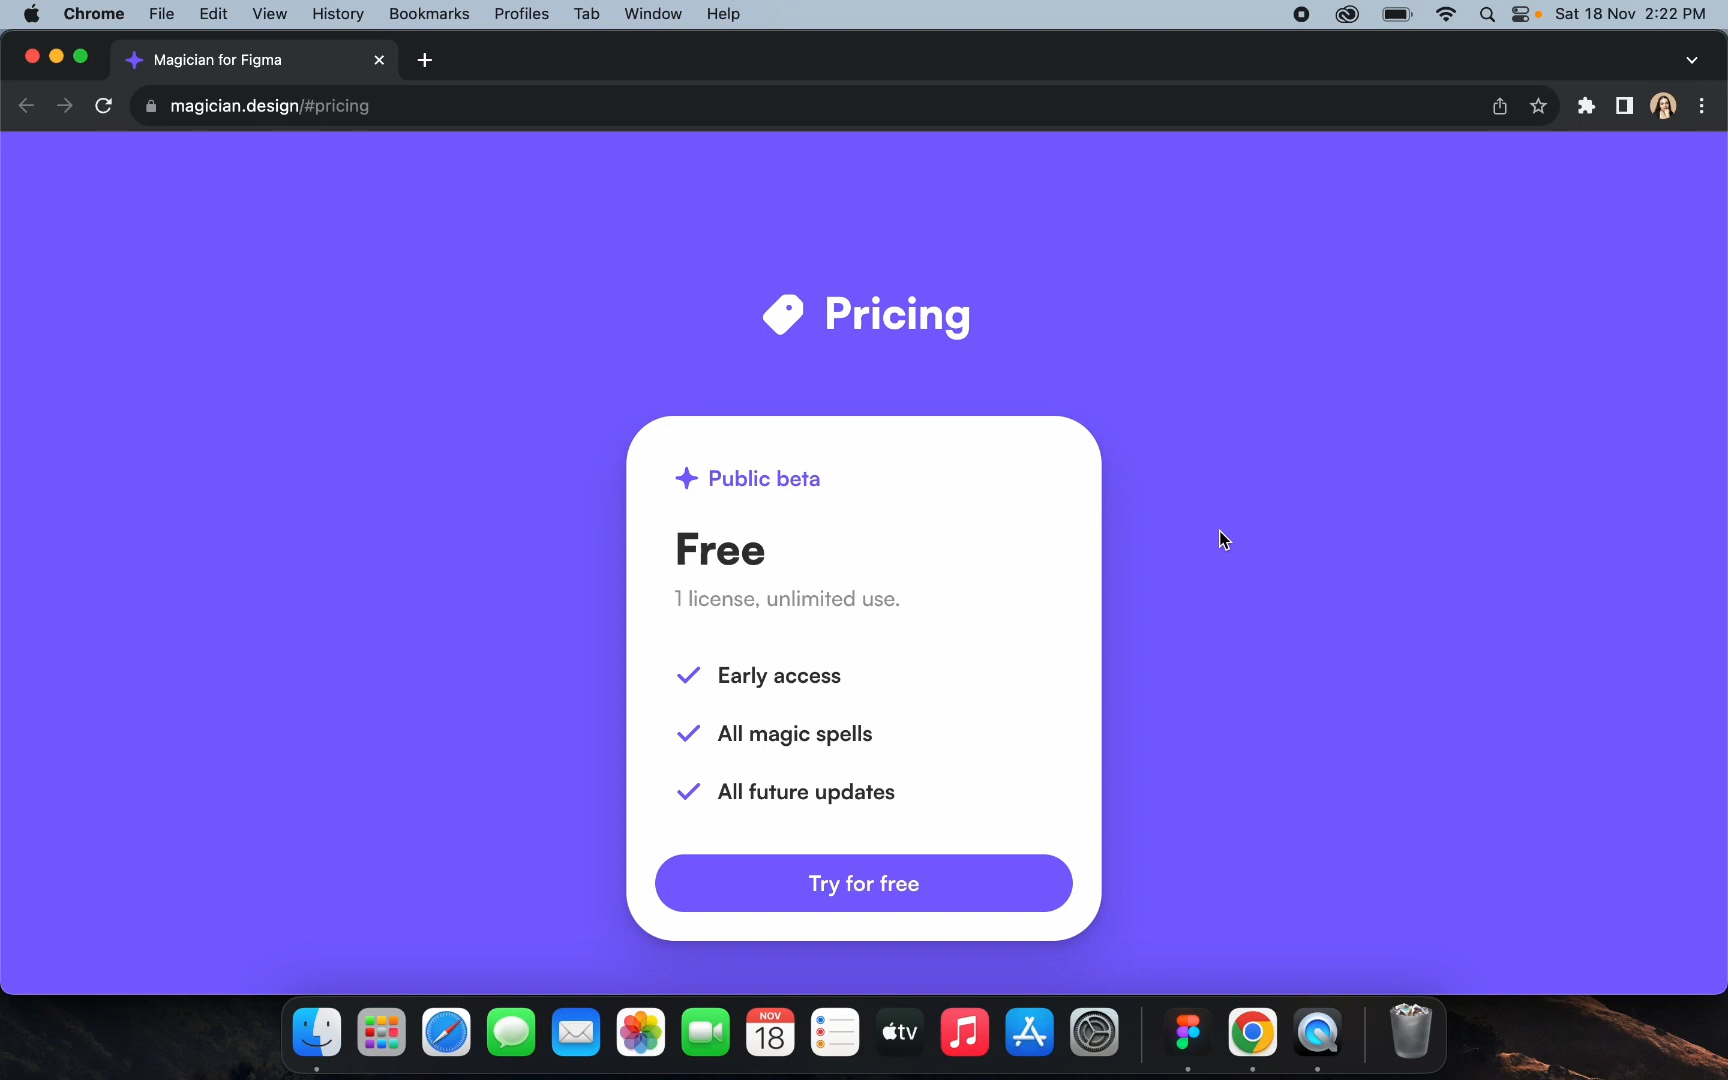 Chrome File Edit View History Bookmarks Profiles Tab Window Help Sat 18 Nov 2:22 PM
Magician for Figma
magician.design/#pricing
Pricing
Public beta
Free
1 license, unlimited use.
Early access
All magic spells
All future updates
Try for free
NOV
18
tv